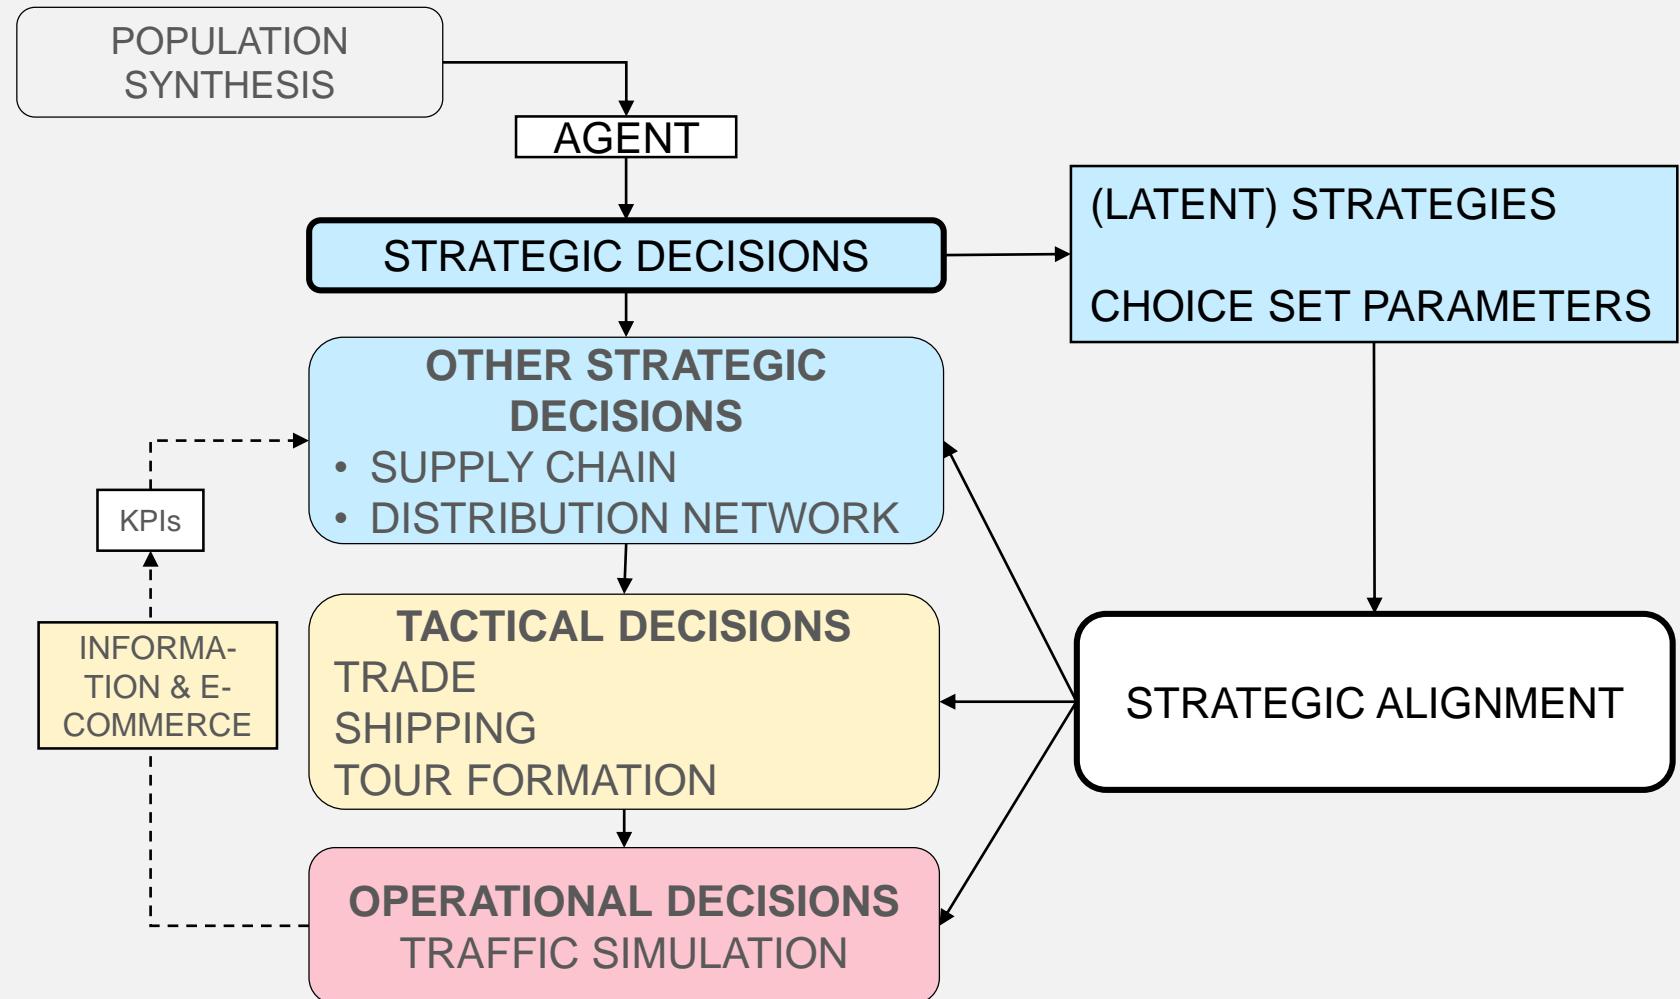 POPULATION
SYNTHESIS
AGENT
STRATEGIC DECISIONS
(LATENT) STRATEGIES
CHOICE SET PARAMETERS
OTHER STRATEGIC
DECISIONS
• SUPPLY CHAIN
• DISTRIBUTION NETWORK
KPIs
INFORMA-
TION & E-
COMMERCE
TACTICAL DECISIONS
TRADE
SHIPPING
TOUR FORMATION
STRATEGIC ALIGNMENT
OPERATIONAL DECISIONS
TRAFFIC SIMULATION